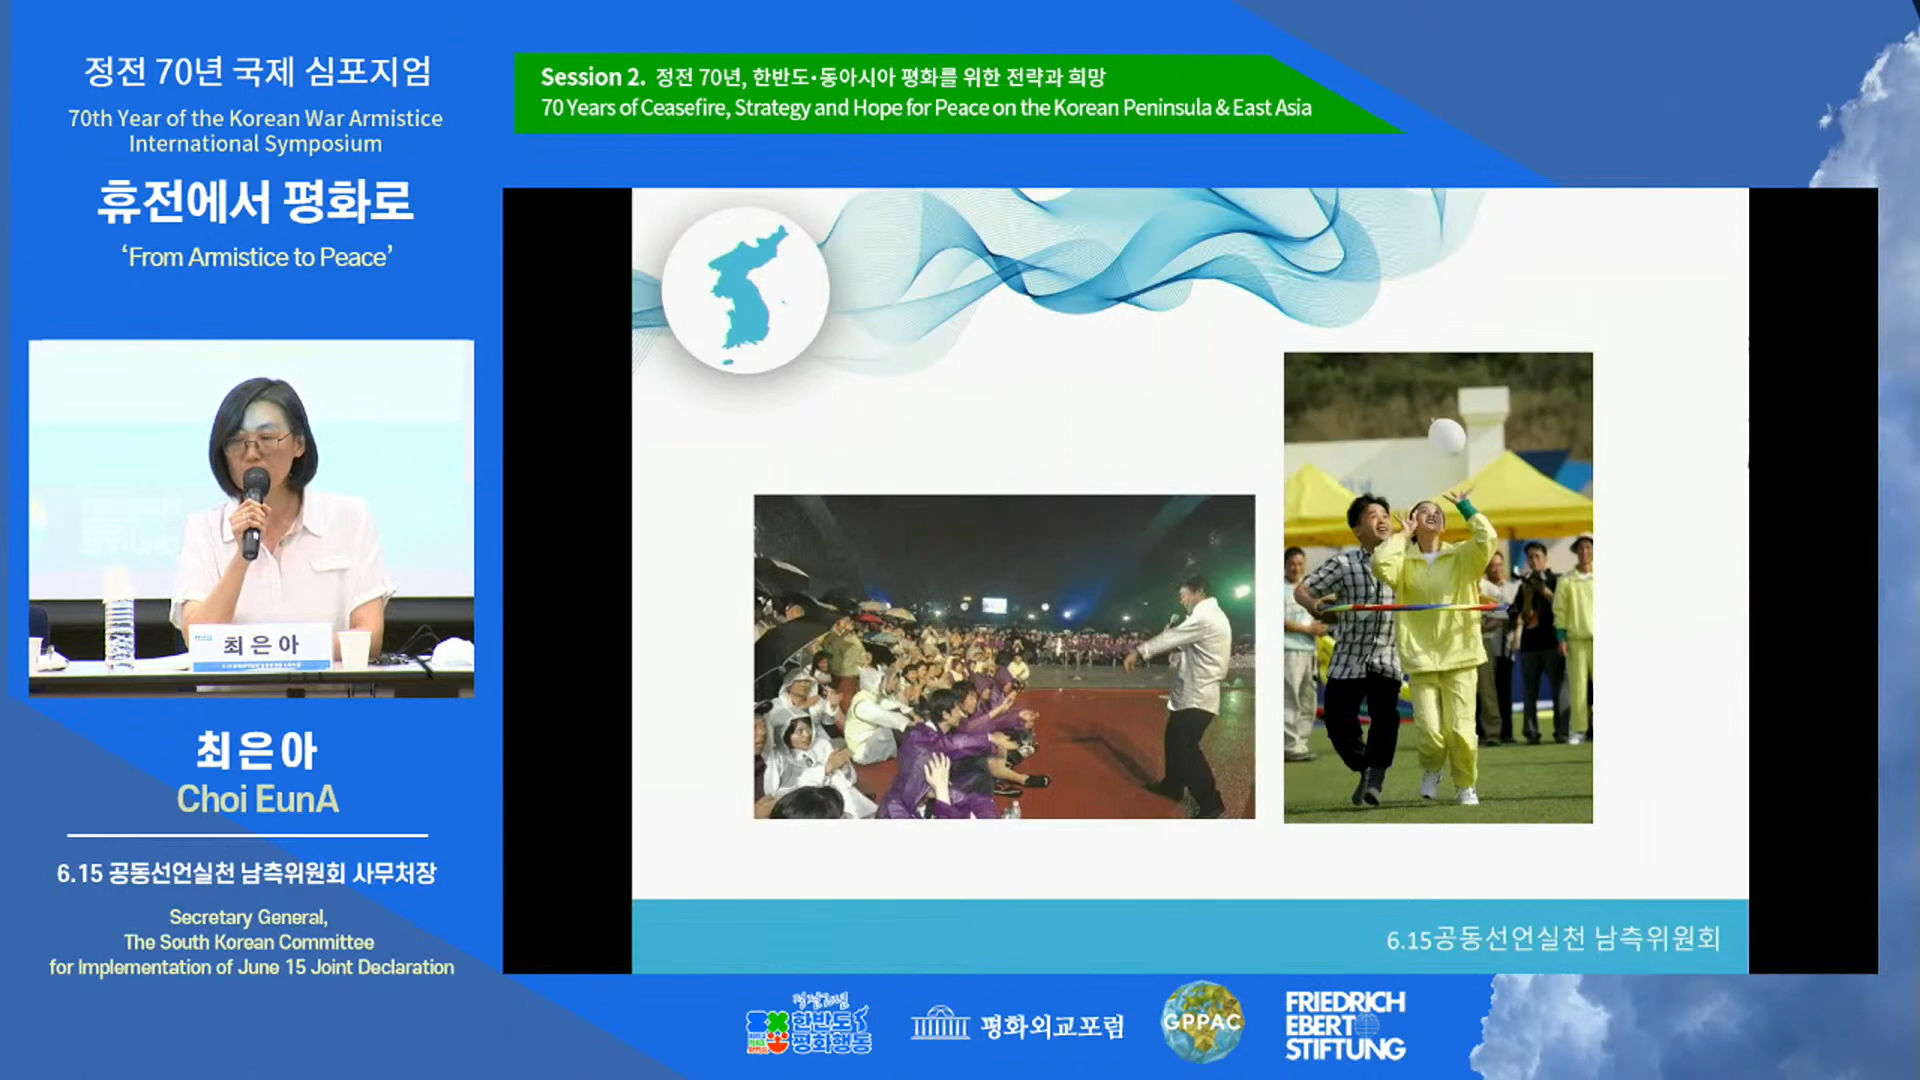 정전 70년 국제 심포지엄
70th Year of the Korean War Armistice
International Symposium
휴전에서 평화로
‘From Armistice to Peace’
Session 2. 정전 70년, 한반도·동아시아 평화를 위한 전략과 희망
70 Years of Ceasefire, Strategy and Hope for Peace on the Korean Peninsula & East Asia
최은아
최은아
Choi EunA
6.15 공동선언실천 남측위원회 사무처장
Secretary General,
The South Korean Committee
for Implementation of June 15 Joint Declaration
6.15공동선언실천 남측위원회
정전70년
한반도
평화행동
평화외교포럼
GPPAC
FRIEDRICH
EBERT
STIFTUNG